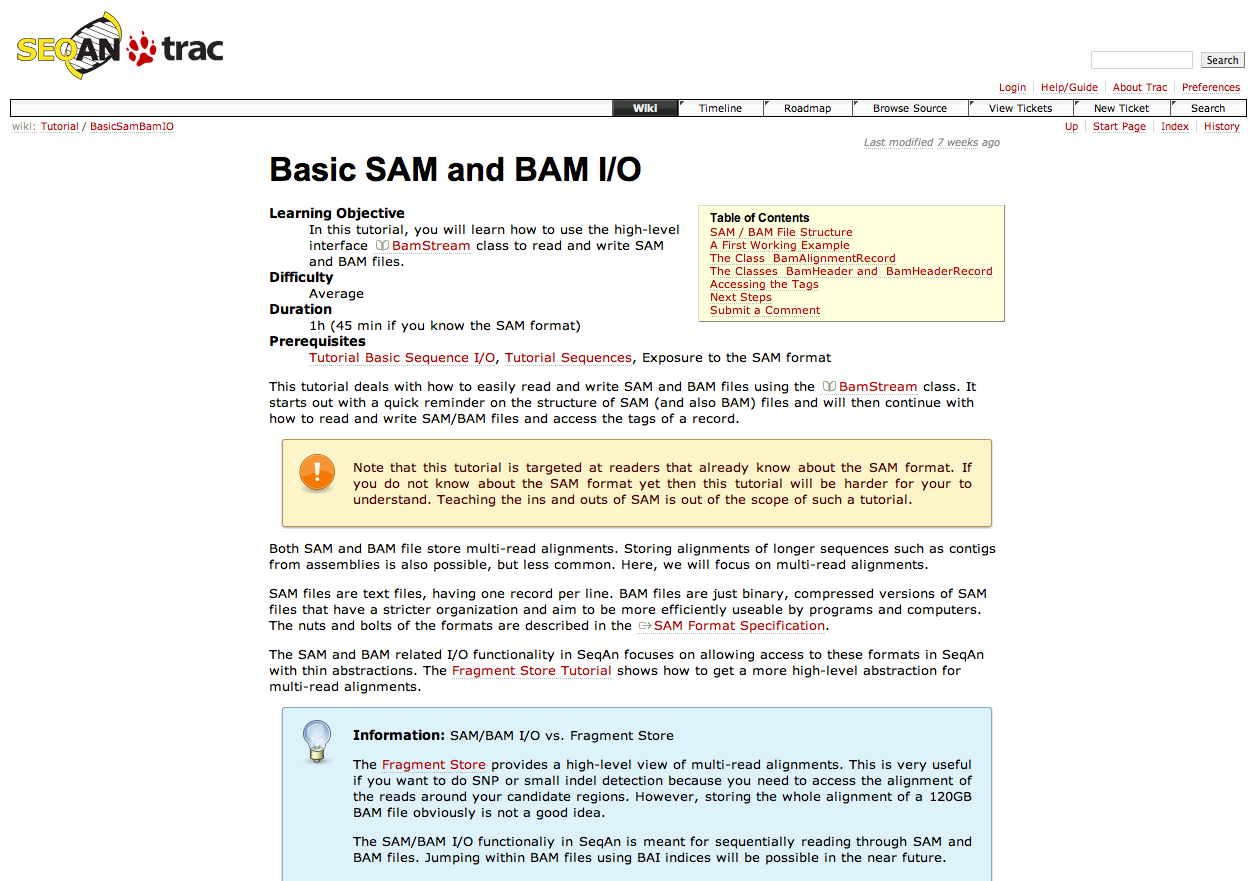 SEQAN trac
Search
Login Help/Guide About Trac Preferences
Wiki Timeline Roadmap Browse Source View Tickets New Ticket Search
wiki: Tutorial / BasicSamBamIO
Up Start Page Index History
Last modified 7 weeks ago
Basic SAM and BAM I/O
Learning Objective
In this tutorial, you will learn how to use the high-level
interface BamStream class to read and write SAM
and BAM files.
Difficulty
Average
Duration
1h (45 min if you know the SAM format)
Prerequisites
Tutorial Basic Sequence I/O, Tutorial Sequences, Exposure to the SAM format
Table of Contents
SAM / BAM File Structure
A First Working Example
The Class BamAlignmentRecord
The Classes BamHeader and BamHeaderRecord
Accessing the Tags
Next Steps
Submit a Comment
This tutorial deals with how to easily read and write SAM and BAM files using the BamStream class. It
starts out with a quick reminder on the structure of SAM (and also BAM) files and will then continue with
how to read and write SAM/BAM files and access the tags of a record.
!
Note that this tutorial is targeted at readers that already know about the SAM format. If
you do not know about the SAM format yet then this tutorial will be harder for your to
understand. Teaching the ins and outs of SAM is out of the scope of such a tutorial.
Both SAM and BAM file store multi-read alignments. Storing alignments of longer sequences such as contigs
from assemblies is also possible, but less common. Here, we will focus on multi-read alignments.
SAM files are text files, having one record per line. BAM files are just binary, compressed versions of SAM
files that have a stricter organization and aim to be more efficiently useable by programs and computers.
The nuts and bolts of the formats are described in the SAM Format Specification.
The SAM and BAM related I/O functionality in SeqAn focuses on allowing access to these formats in SeqAn
with thin abstractions. The Fragment Store Tutorial shows how to get a more high-level abstraction for
multi-read alignments.
Information: SAM/BAM I/O vs. Fragment Store
The Fragment Store provides a high-level view of multi-read alignments. This is very useful
if you want to do SNP or small indel detection because you need to access the alignment of
the reads around your candidate regions. However, storing the whole alignment of a 120GB
BAM file obviously is not a good idea.
The SAM/BAM I/O functionaliy in SeqAn is meant for sequentially reading through SAM and
BAM files. Jumping within BAM files using BAI indices will be possible in the near future.